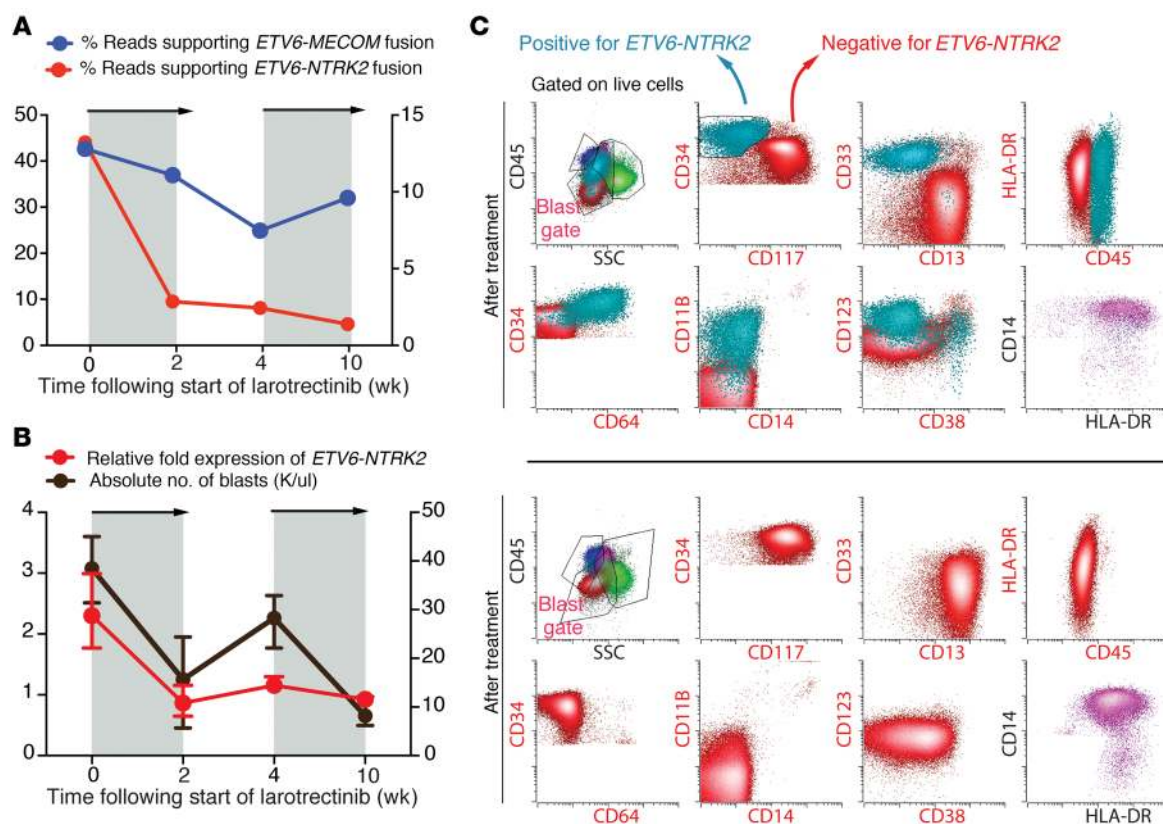 A
% Reads supporting ETV6-MECOM fusion
% Reads supporting ETV6-NTRK2 fusion
50
40
30
20
10
0
15
10
5
0
0 2 4 10
Time following start of larotrectinib (wk)
B
Relative fold expression of ETV6-NTRK2
Absolute no. of blasts (K/ul)
4
3
2
1
0
50
40
30
20
10
0
0 2 4 10
Time following start of larotrectinib (wk)
C
Positive for ETV6-NTRK2
Negative for ETV6-NTRK2
Gated on live cells
After treatment
CD45
Blast
gate
SSC
CD34
CD117
CD33
CD13
HLA-DR
CD45
CD34
CD64
CD11B
CD14
CD123
CD38
CD14
HLA-DR
After treatment
CD45
Blast
gate
SSC
CD34
CD117
CD33
CD13
HLA-DR
CD45
CD34
CD64
CD11B
CD14
CD123
CD38
CD14
HLA-DR